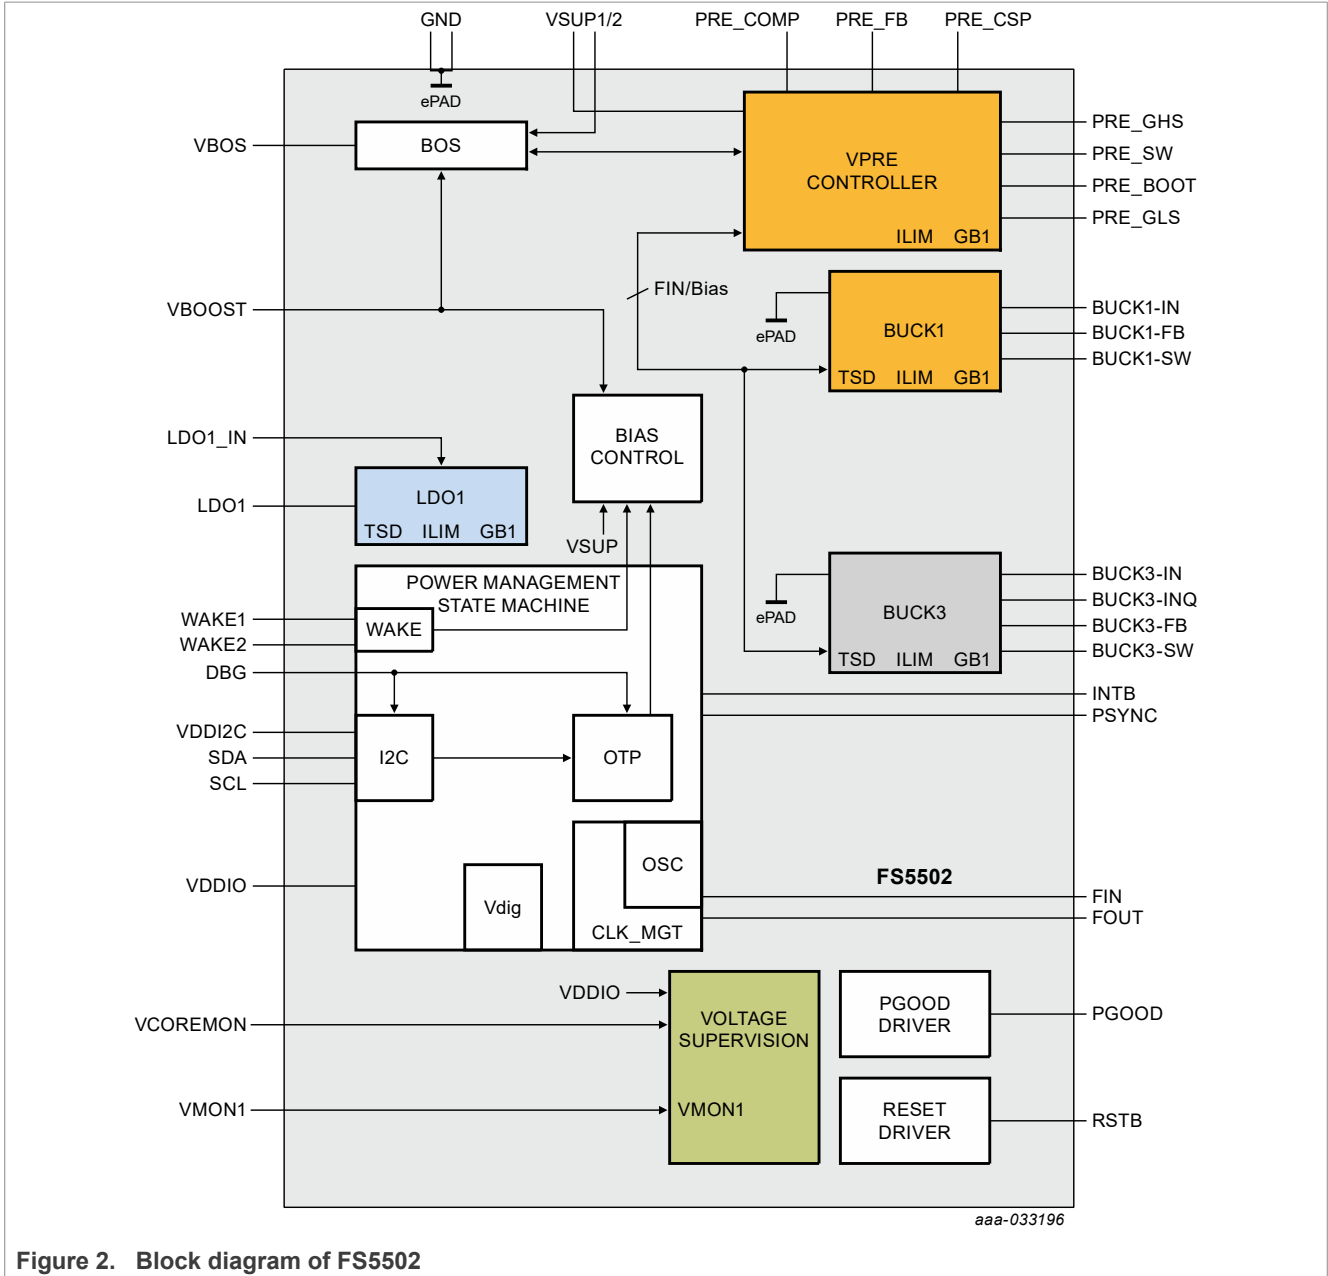 GND VSUP1/2 PRE_COMP PRE_FB PRE_CSP
ePAD
VBOS
BOS
VPRE
CONTROLLER
ILIM GB1
PRE_GHS
PRE_SW
PRE_BOOT
PRE_GLS
FIN/Bias
VBOOST
ePAD
BUCK1
TSD ILIM GB1
BUCK1-IN
BUCK1-FB
BUCK1-SW
BIAS
CONTROL
VSUP
LDO1_IN
LDO1
LDO1
TSD ILIM GB1
POWER MANAGEMENT
STATE MACHINE
WAKE1
WAKE2
WAKE
DBG
ePAD
BUCK3
TSD ILIM GB1
BUCK3-IN
BUCK3-INQ
BUCK3-FB
BUCK3-SW
INTB
PSYNC
VDDI2C
SDA
SCL
I2C
OTP
VDDIO
Vdig
OSC
CLK_MGT
FS5502
FIN
FOUT
VDDIO
VCOREMON
VOLTAGE
SUPERVISION
VMON1
VMON1
PGOOD
DRIVER
PGOOD
RESET
DRIVER
RSTB
aaa-033196
Figure 2. Block diagram of FS5502